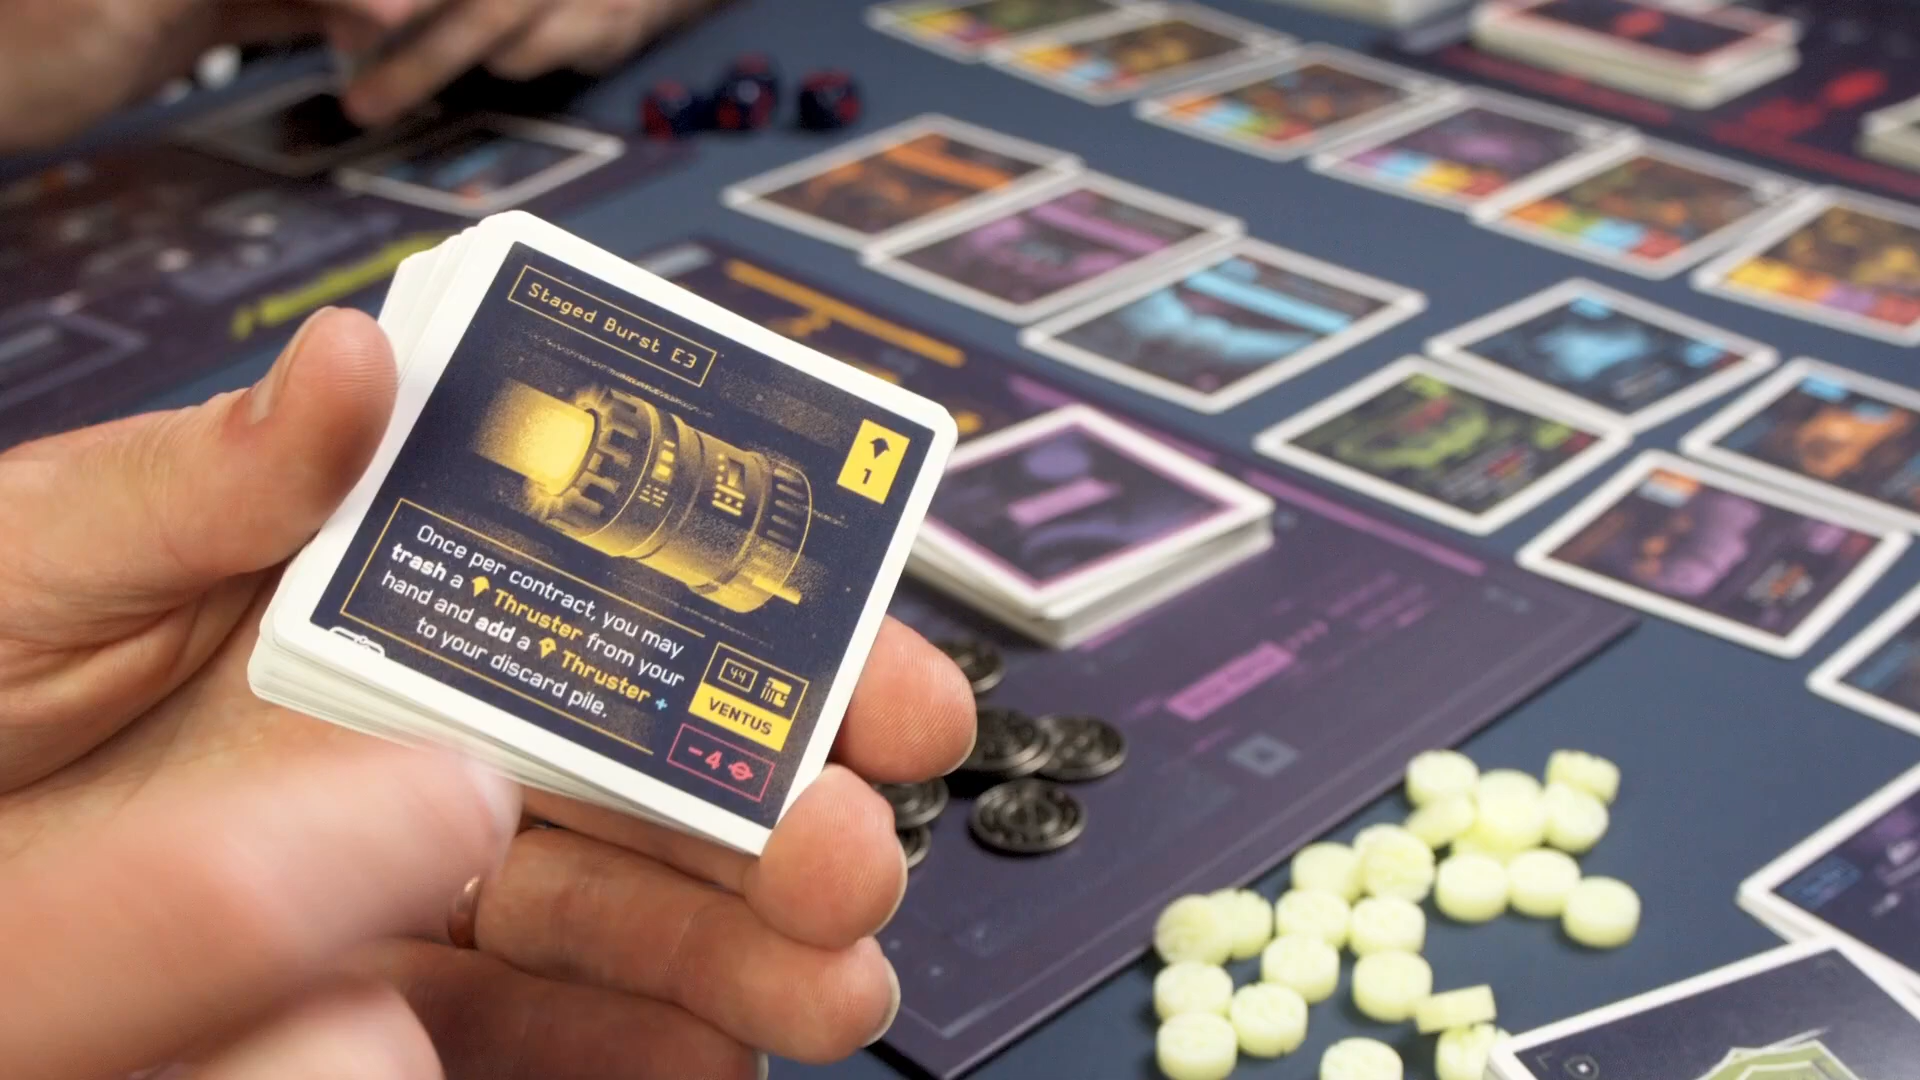 Staged Burst E3
1
Once per contract, you may
trash a Thruster from your
hand and add a Thruster +
to your discard pile.
44
VENTUS
-4